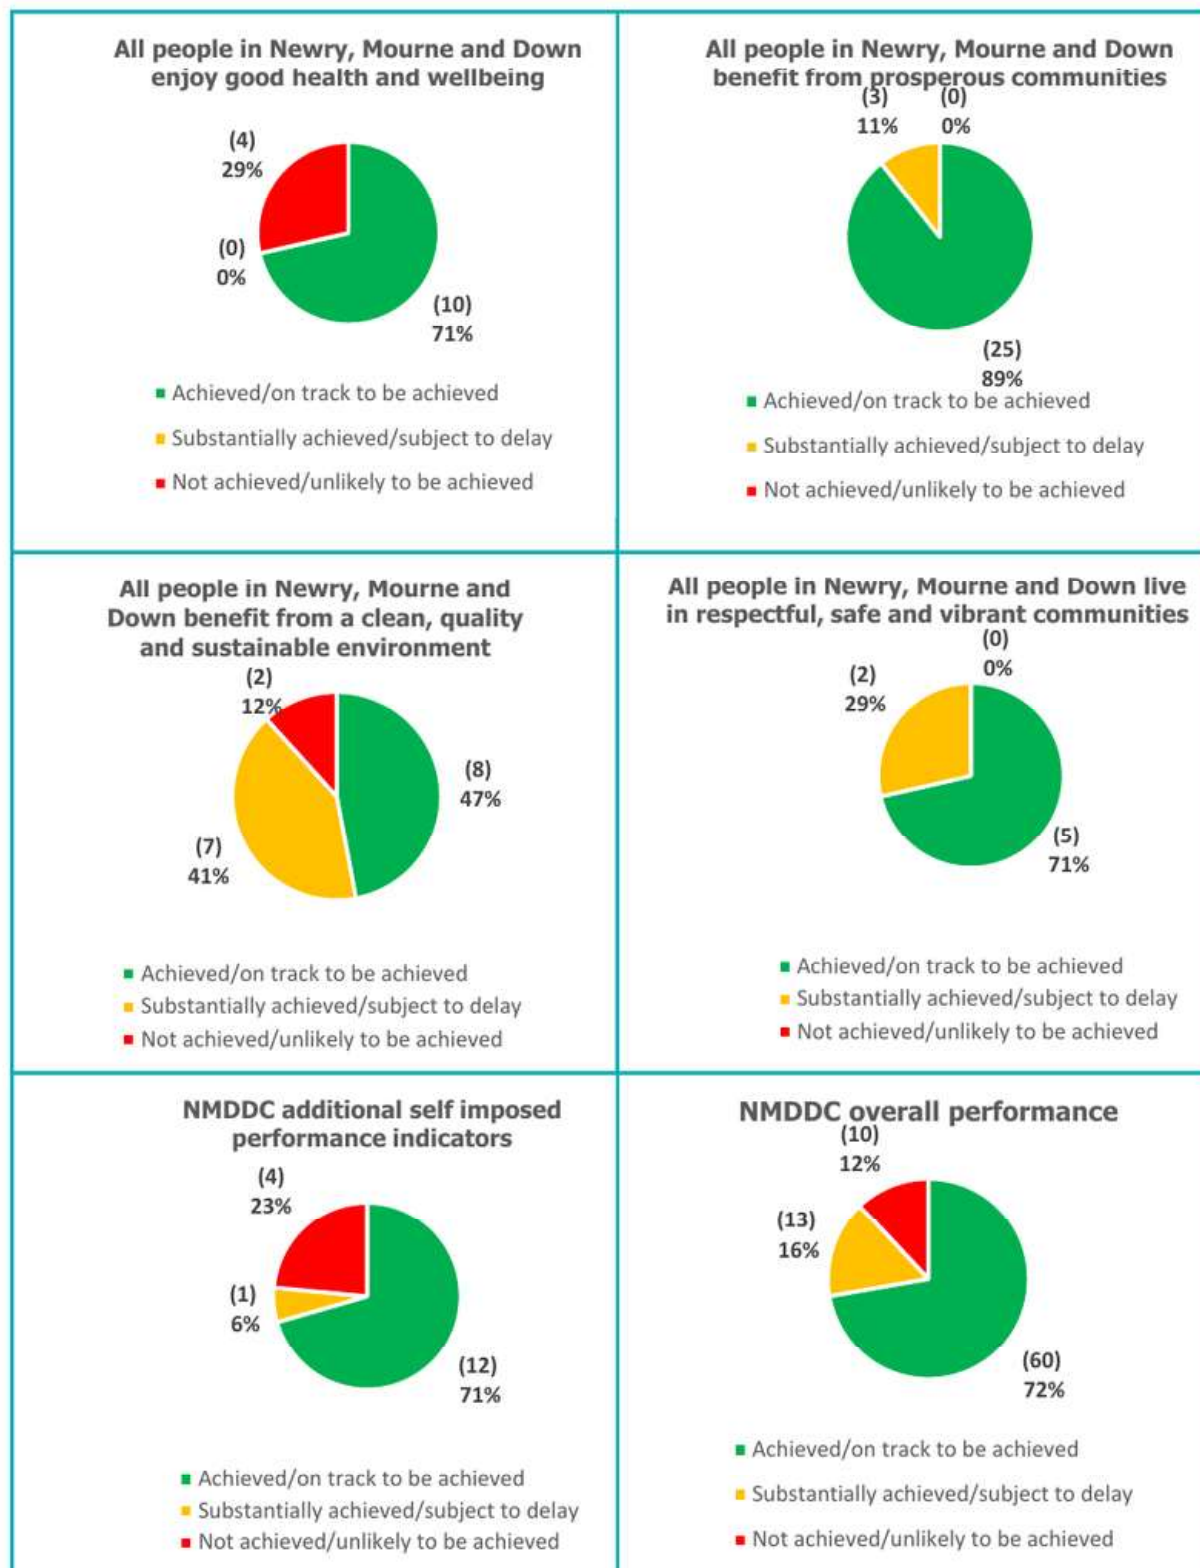 All people in Newry, Mourne and Down
enjoy good health and wellbeing
(4)
29%
(0)
0%
(10)
71%
Achieved/on track to be achieved
Substantially achieved/subject to delay
Not achieved/unlikely to be achieved
All people in Newry, Mourne and Down
benefit from prosperous communities
(3)
11%
(0)
0%
(25)
89%
Achieved/on track to be achieved
Substantially achieved/subject to delay
Not achieved/unlikely to be achieved
All people in Newry, Mourne and
Down benefit from a clean, quality
and sustainable environment
(2)
12%
(8)
47%
(7)
41%
Achieved/on track to be achieved
Substantially achieved/subject to delay
Not achieved/unlikely to be achieved
All people in Newry, Mourne and Down live
in respectful, safe and vibrant communities
(0)
0%
(2)
29%
(5)
71%
Achieved/on track to be achieved
Substantially achieved/subject to delay
Not achieved/unlikely to be achieved
NMDDC additional self imposed
performance indicators
(4)
23%
(1)
6%
(12)
71%
Achieved/on track to be achieved
Substantially achieved/subject to delay
Not achieved/unlikely to be achieved
NMDDC overall performance
(10)
12%
(13)
16%
(60)
72%
Achieved/on track to be achieved
Substantially achieved/subject to delay
Not achieved/unlikely to be achieved